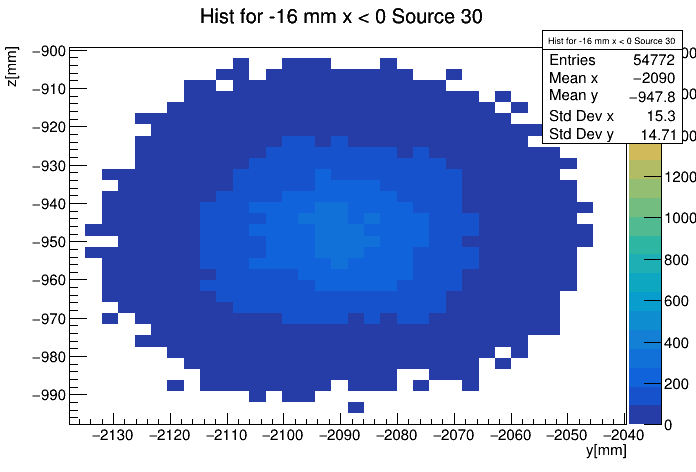 Hist for -16 mm x < 0 Source 30
Hist for -16 mm x < 0 Source 30
Entries 54772
Mean x −2090
Mean y −947.8
Std Dev x 15.3
Std Dev y 14.71
z[mm]
−900
−910
−920
−930
−940
−950
−960
−970
−980
−990
1200
1000
800
600
400
200
0
−2130 −2120 −2110 −2100 −2090 −2080 −2070 −2060 −2050 −2040
y[mm]